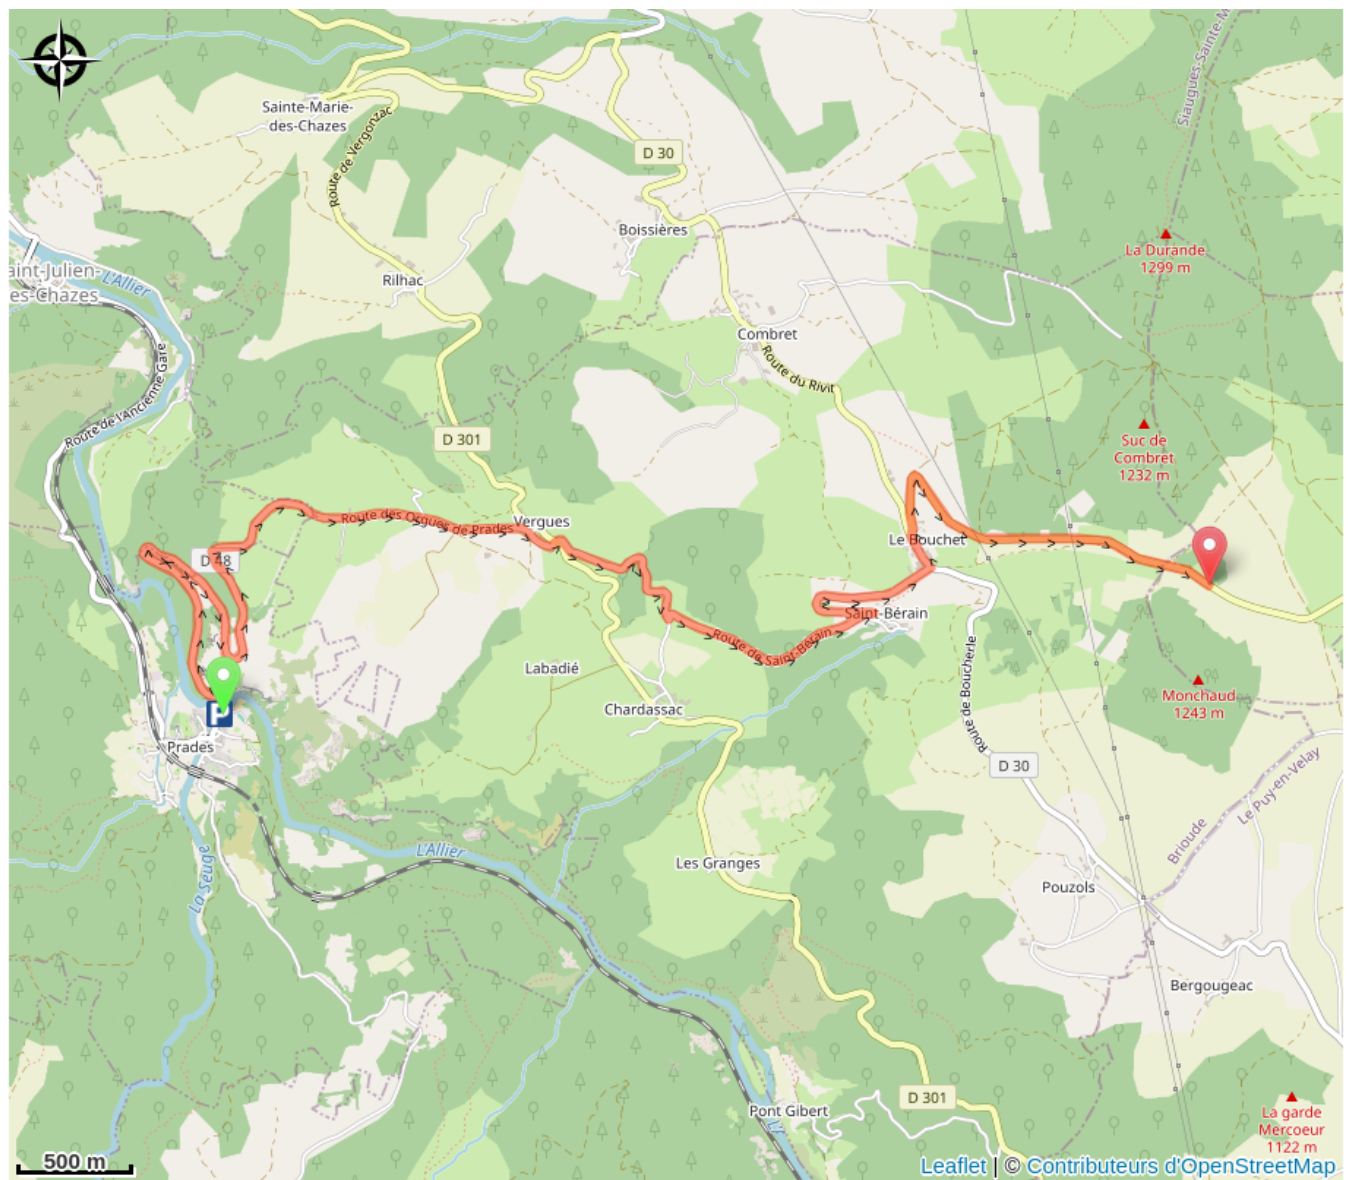 Siaugues-Sainte-M
Sainte-Marie-
des-Chazes
Route de Vergonzac
D 30
Boissières
La Durande
1299 m
aint-Julien-
es-Chazes
L'Allier
Rilhac
Combret
Route du Rivit
Route de l'Ancienne Gare
D 301
Suc de
Combret
1232 m
Route des Orgues de Prades
Vergues
D 48
Le Bouchet
Saint-Bérain
Route de Saint-Bérain
Labadié
Chardassac
Route de Boucherle
Monchaud
1243 m
P
Prades
D 30
Le Puy-en-Velay
Brioude
L'Allier
La Seuge
Les Granges
Pouzols
Bergougeac
D 301
Pont Gibert
L'
La garde
Mercoeur
1122 m
500 m
Leaflet | © Contributeurs d'OpenStreetMap